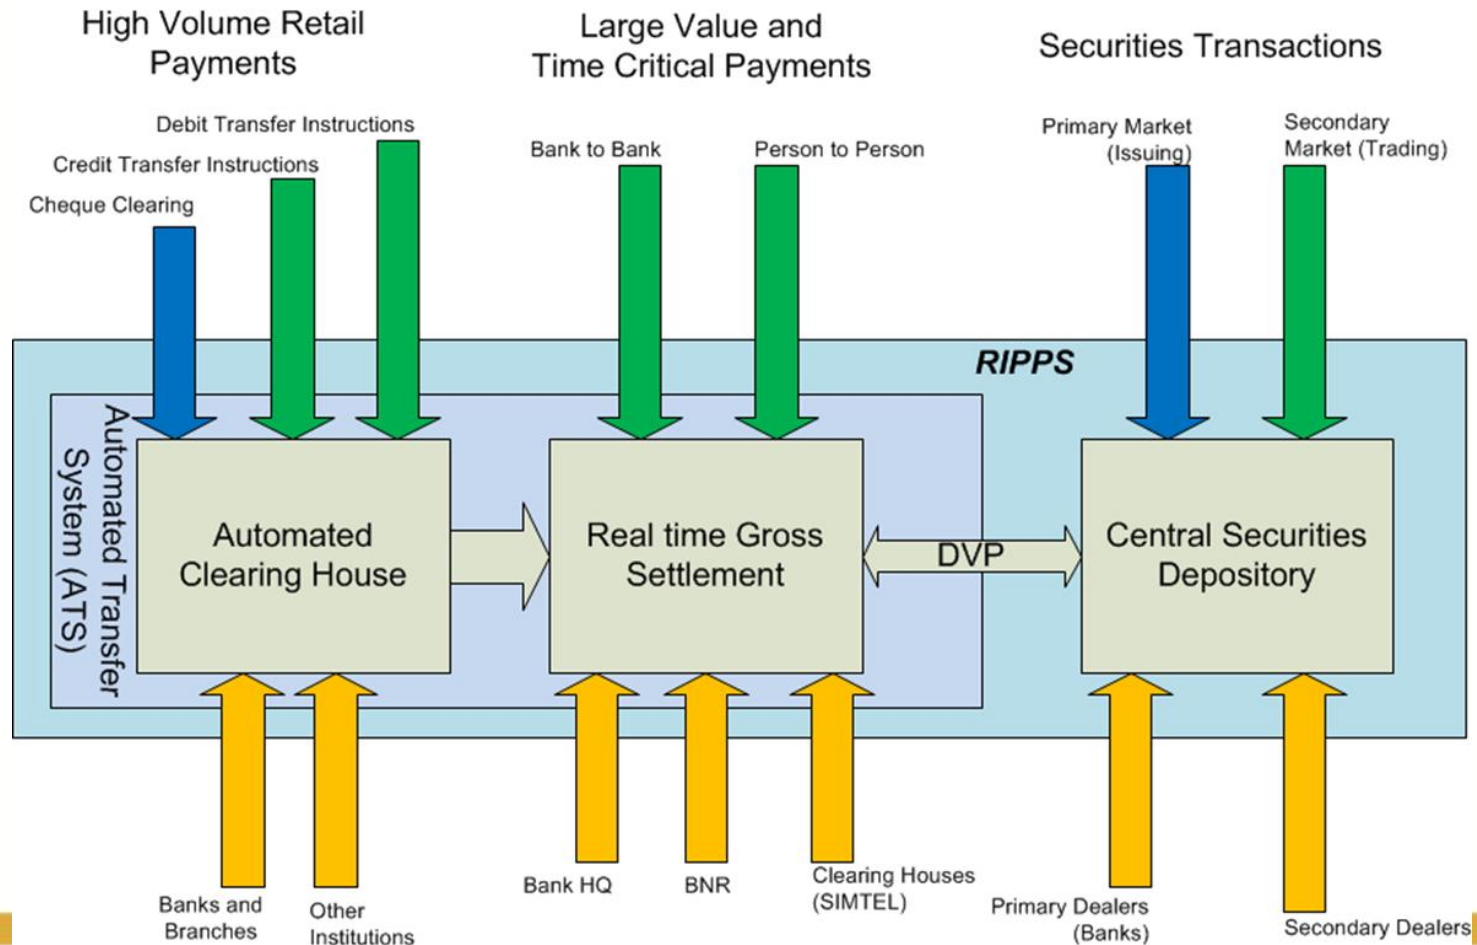 High Volume Retail
Payments
Large Value and
Time Critical Payments
Securities Transactions
Debit Transfer Instructions
Credit Transfer Instructions
Cheque Clearing
Bank to Bank
Person to Person
Primary Market
(Issuing)
Secondary
Market (Trading)
RIPPS
Automated Transfer
System (ATS)
Automated
Clearing House
Real time Gross
Settlement
DVP
Central Securities
Depository
Banks and
Branches
Other
Institutions
Bank HQ
BNR
Clearing Houses
(SIMTEL)
Primary Dealers
(Banks)
Secondary Dealers